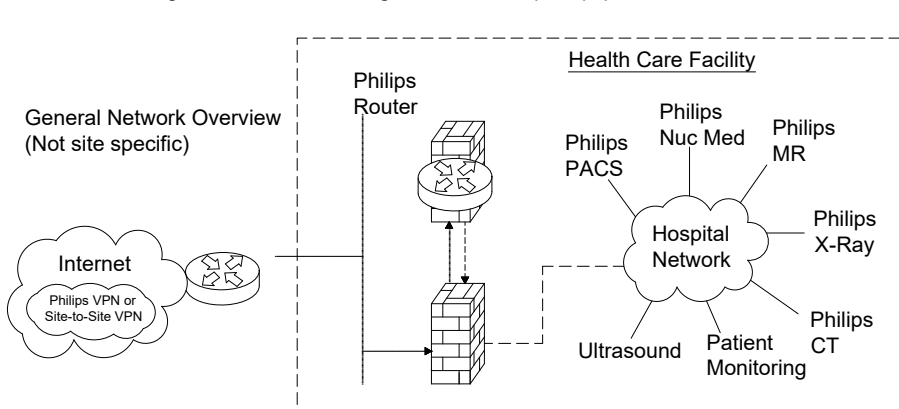 Health Care Facility
General Network Overview
(Not site specific)
Philips
Router
Philips
PACS
Philips
Nuc Med
Philips
MR
Philips
X-Ray
Philips
CT
Patient
Monitoring
Ultrasound
Hospital
Network
Internet
Philips VPN or
Site-to-Site VPN